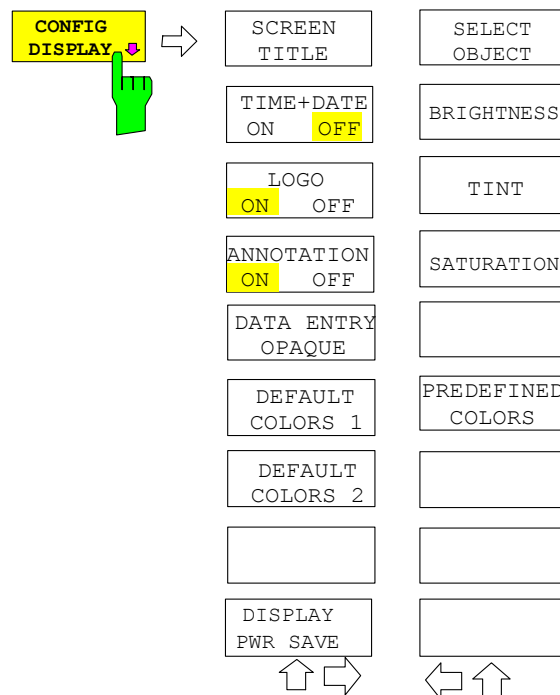 CONFIG
DISPLAY
SCREEN
TITLE
TIME+DATE
ON OFF
LOGO
ON OFF
ANNOTATION
ON OFF
DATA ENTRY
OPAQUE
DEFAULT
COLORS 1
DEFAULT
COLORS 2
DISPLAY
PWR SAVE
SELECT
OBJECT
BRIGHTNESS
TINT
SATURATION
PREDEFINED
COLORS